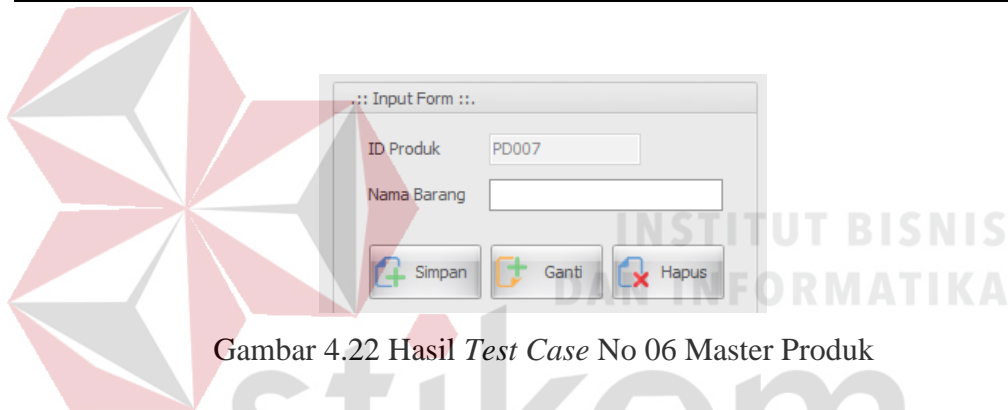 .:: Input Form ::.
ID Produk PD007
Nama Barang
INSTITUT BISNIS
Simpan Ganti Hapus
DAN INFORMATIKA
Gambar 4.22 Hasil Test Case No 06 Master Produk
stikom